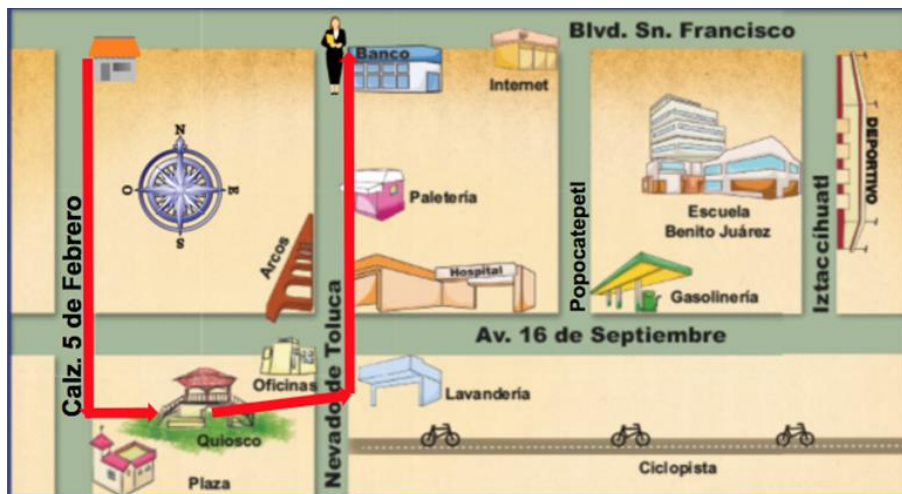 Blvd. Sn. Francisco
Banco
Internet
DEPORTIVO
N
O
E
S
Paletería
Escuela
Benito Juárez
Calz. 5 de Febrero
Arcos
Popocatepetl
Iztaccihuatl
Hospital
Gasolinería
Av. 16 de Septiembre
Nevado de Toluca
Oficinas
Lavandería
Quiosco
Ciclopista
Plaza